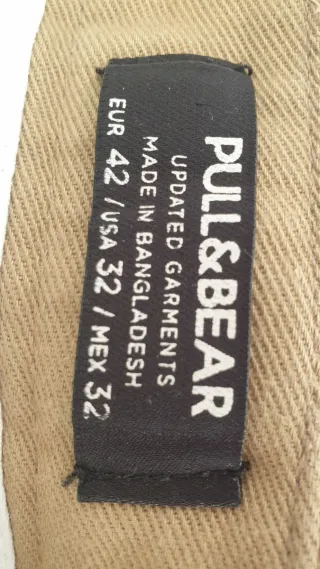 PULL&BEAR
UPDATED GARMENTS
MADE IN BANGLADESH
EUR 42 / USA 32 / MEX 32